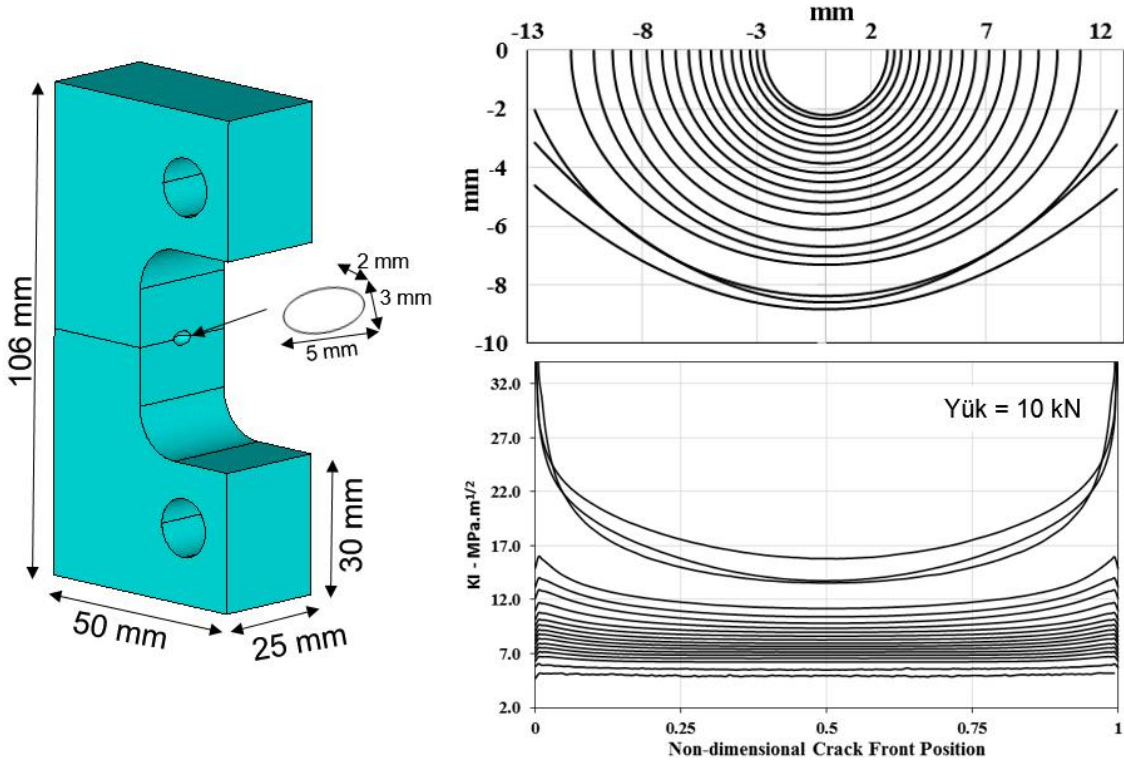 106 mm
50 mm
25 mm
30 mm
2 mm
3 mm
5 mm
mm
-13 -8 -3 2 7 12
0
-2
-4
-6
-8
-10
mm
Yük = 10 kN
32.0
27.0
22.0
17.0
12.0
7.0
2.0
KI - MPa.m^1/2
0 0.25 0.5 0.75 1
Non-dimensional Crack Front Position